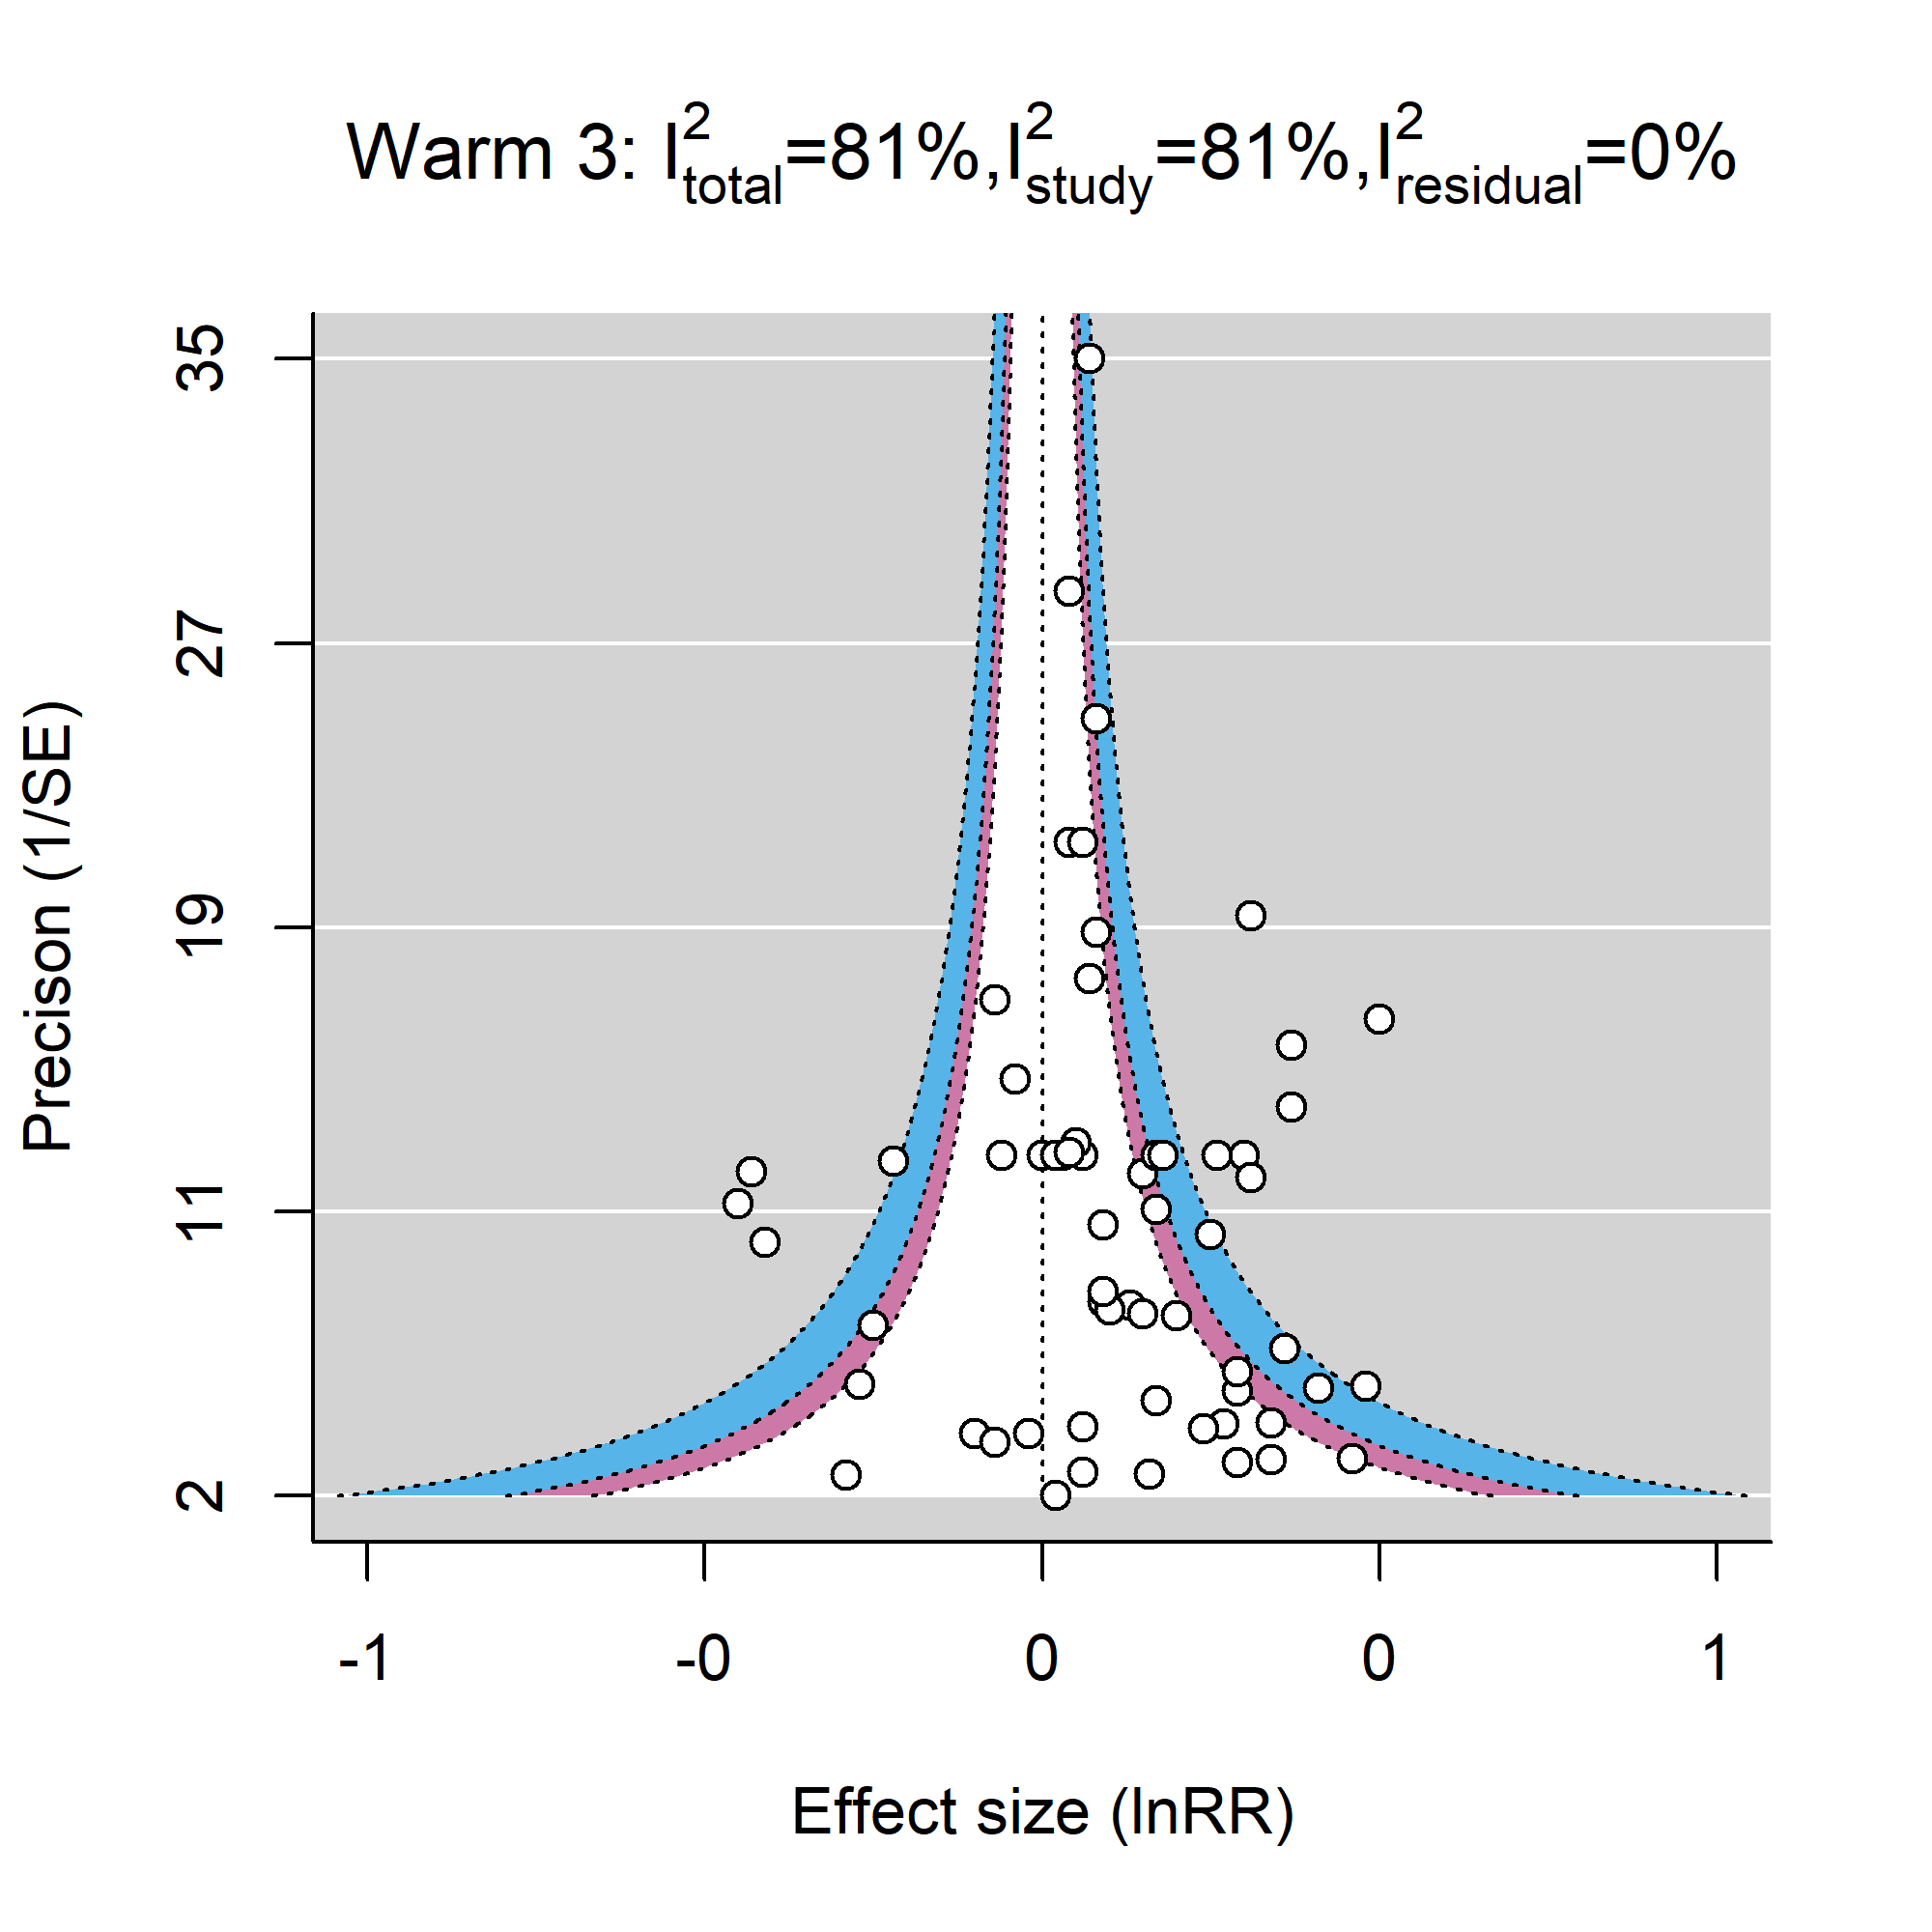 Warm 3: I²total=81%,I²study=81%,I²residual=0%
35
27
19
11
2
Precison (1/SE)
-1 -0 0 0 1
Effect size (lnRR)